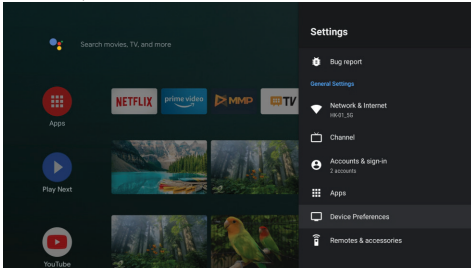 Search movies, TV, and more
Apps
NETFLIX
prime video
MMP
TV
Play Next
YouTube
Settings
Bug report
General Settings
Network & Internet
HK-01_5G
Channel
Accounts & sign-in
2 accounts
Apps
Device Preferences
Remotes & accessories